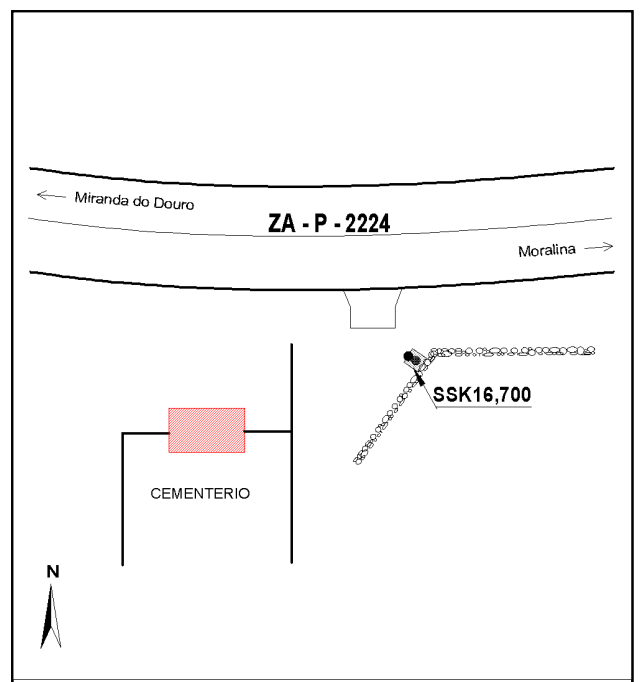 Miranda do Douro
ZA - P - 2224
Moralina
SSK16,700
CEMENTERIO
N